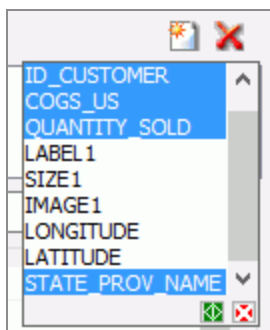 ID_CUSTOMER
COGS_US
QUANTITY_SOLD
LABEL1
SIZE1
IMAGE1
LONGITUDE
LATITUDE
STATE_PROV_NAME